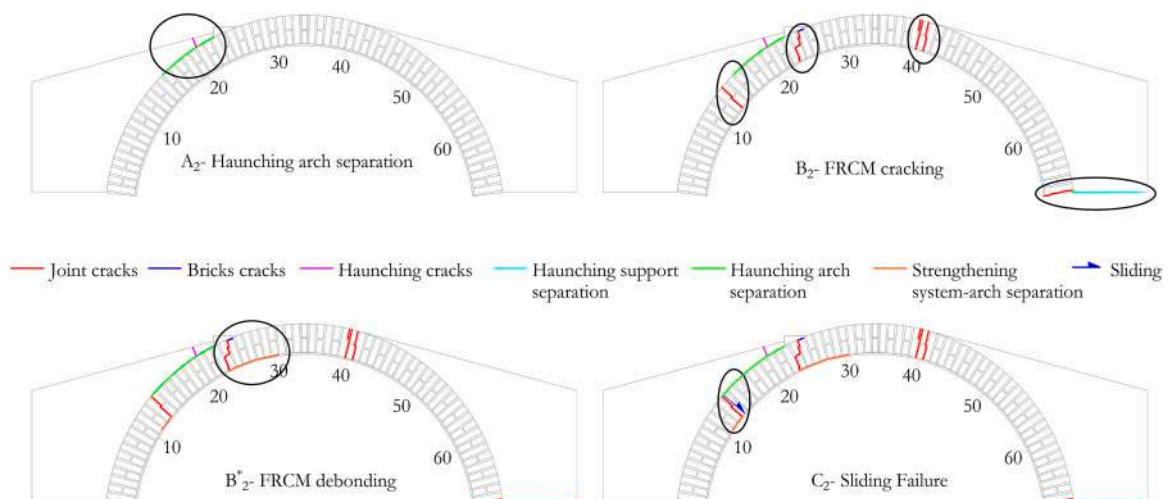 30
40
20
50
10
60
A₂- Haunching arch separation
30
40
20
50
10
60
B₂- FRCM cracking
Joint cracks
Bricks cracks
Haunching cracks
Haunching support
separation
Haunching arch
separation
Strengthening
system-arch separation
Sliding
30
40
20
50
10
60
B*₂- FRCM debonding
30
40
20
50
10
60
C₂- Sliding Failure